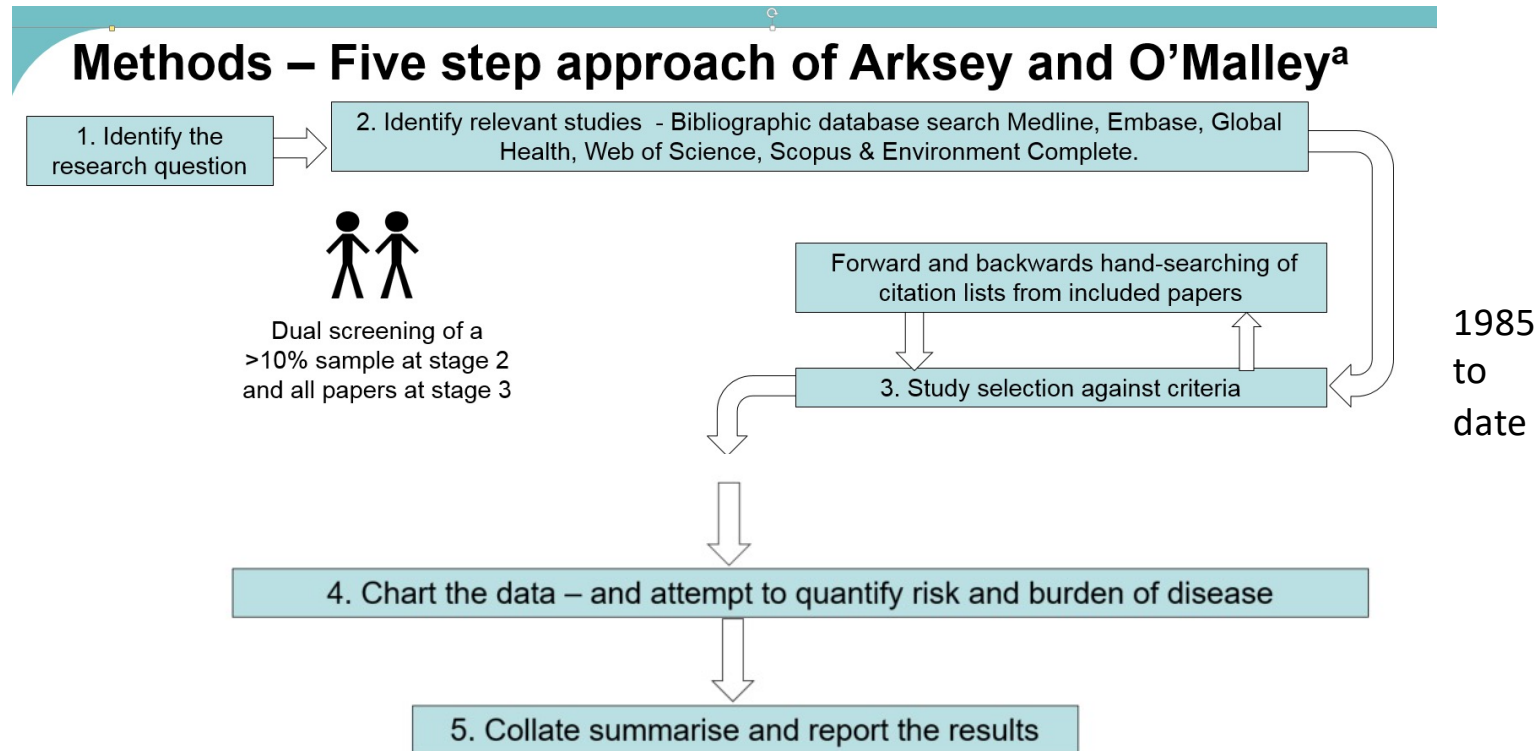 Methods – Five step approach of Arksey and O’Malleyᵃ
1. Identify the
research question
2. Identify relevant studies  - Bibliographic database search Medline, Embase, Global
Health, Web of Science, Scopus & Environment Complete.
Dual screening of a
>10% sample at stage 2
and all papers at stage 3
Forward and backwards hand-searching of
citation lists from included papers
3. Study selection against criteria
1985
to
date
4. Chart the data – and attempt to quantify risk and burden of disease
5. Collate summarise and report the results